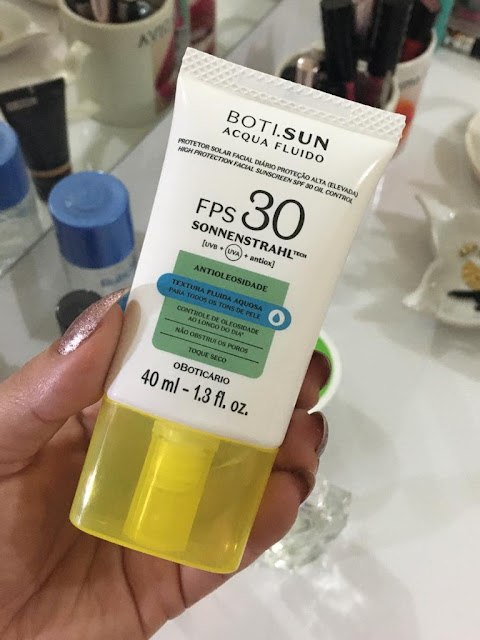 BOTI.SUN
ACQUA FLUIDO
PROTETOR SOLAR FACIAL DIÁRIO PROTEÇÃO ALTA (ELEVADA)
HIGH PROTECTION FACIAL SUNSCREEN SPF 30 OIL CONTROL
FPS 30
SONNENSTRAHL TECH
[UVB + UVA + antiox]
ANTIOLEOSIDADE
TEXTURA FLUIDA AQUOSA
PARA TODOS OS TONS DE PELE
CONTROLE DE OLEOSIDADE
AO LONGO DO DIA*
NÃO OBSTRUI OS POROS
TOQUE SECO
OBOTICÁRIO
40 ml - 1.3 fl. oz.